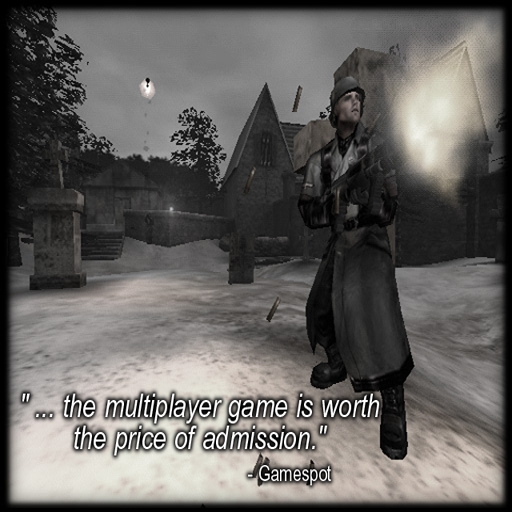 " ... the multiplayer game is worth
the price of admission."
- Gamespot